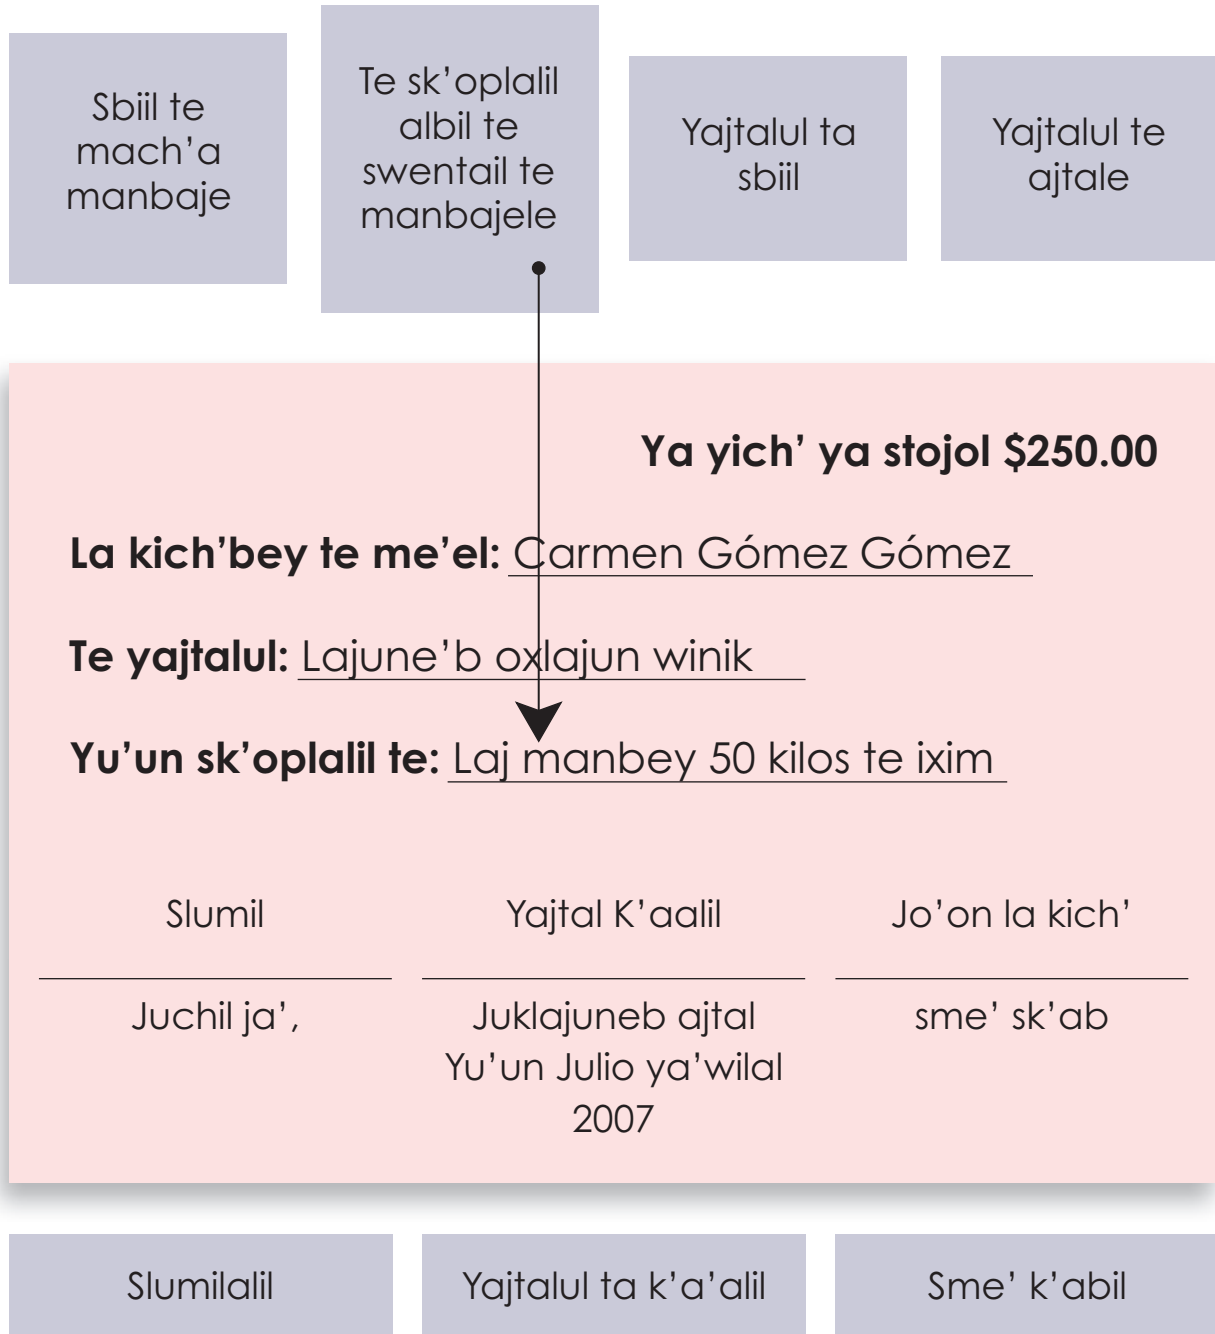 Sbiil te
mach’a
manbaje
Te sk’oplalil
albil te
swentail te
manbajele
Yajtalul ta
sbiil
Yajtalul te
ajtale
Ya yich’ ya stojol $250.00
La kich’bey te me’el: Carmen Gómez Gómez
Te yajtalul: Lajune’b oxlajun winik
Yu’un sk’oplalil te: Laj manbey 50 kilos te ixim
Slumil
Juchil ja’,
Yajtal K’aalil
Juklajuneb ajtal
Yu’un Julio ya’wilal
2007
Jo’on la kich’
sme’ sk’ab
Slumilalil
Yajtalul ta k’a’alil
Sme’ k’abil